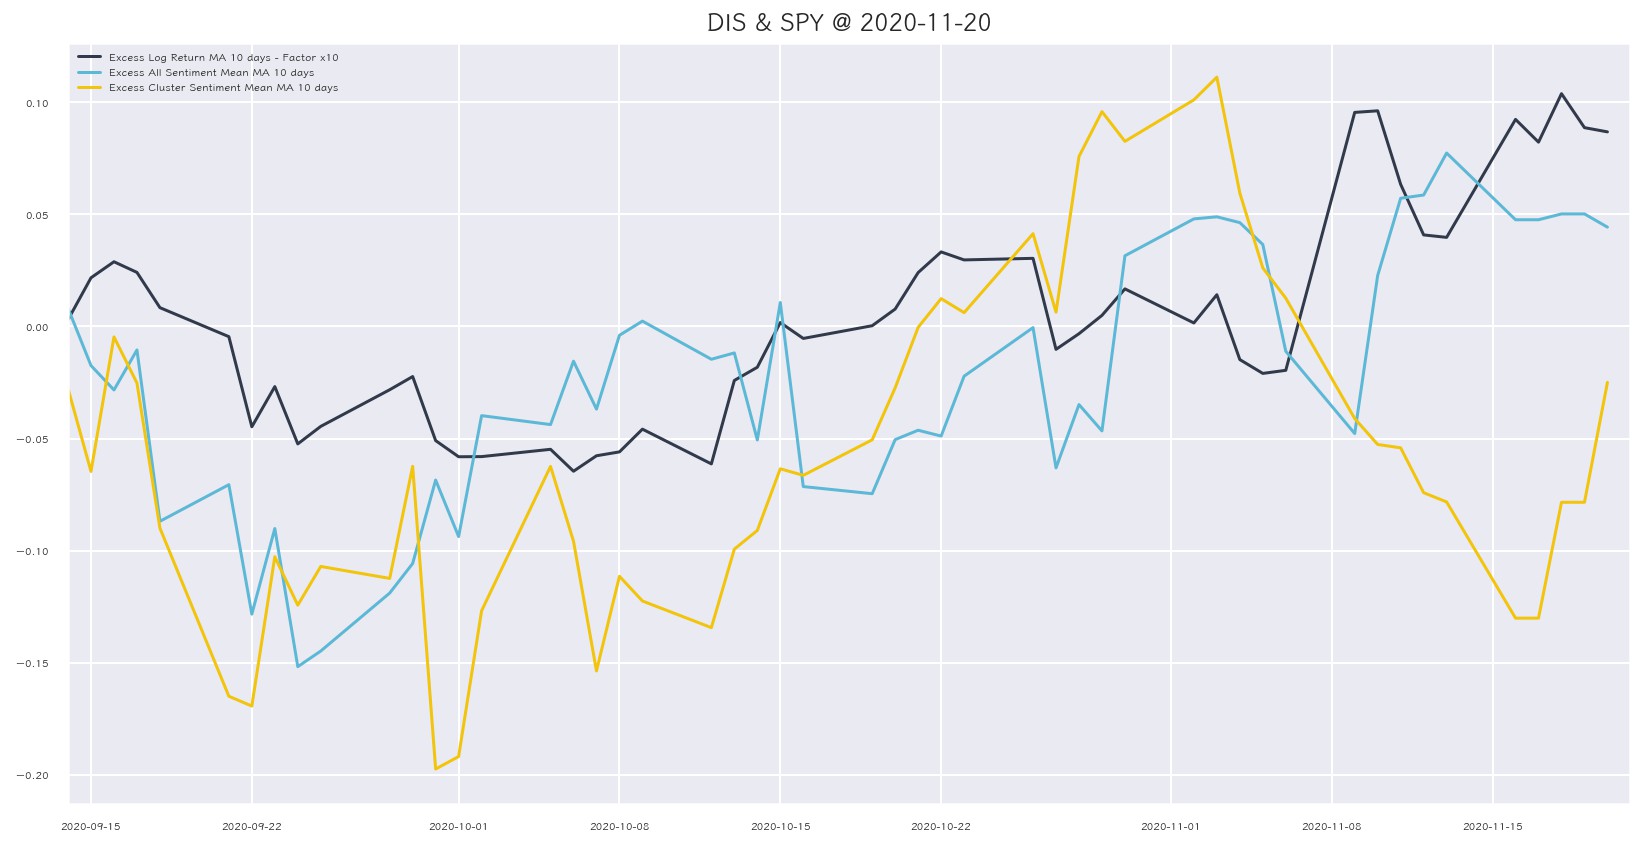 DIS & SPY @ 2020-11-20
Excess Log Return MA 10 days - Factor x10
Excess All Sentiment Mean MA 10 days
Excess Cluster Sentiment Mean MA 10 days
0.10
0.05
0.00
−0.05
−0.10
−0.15
−0.20
2020-09-15 2020-09-22 2020-10-01 2020-10-08 2020-10-15 2020-10-22 2020-11-01 2020-11-08 2020-11-15